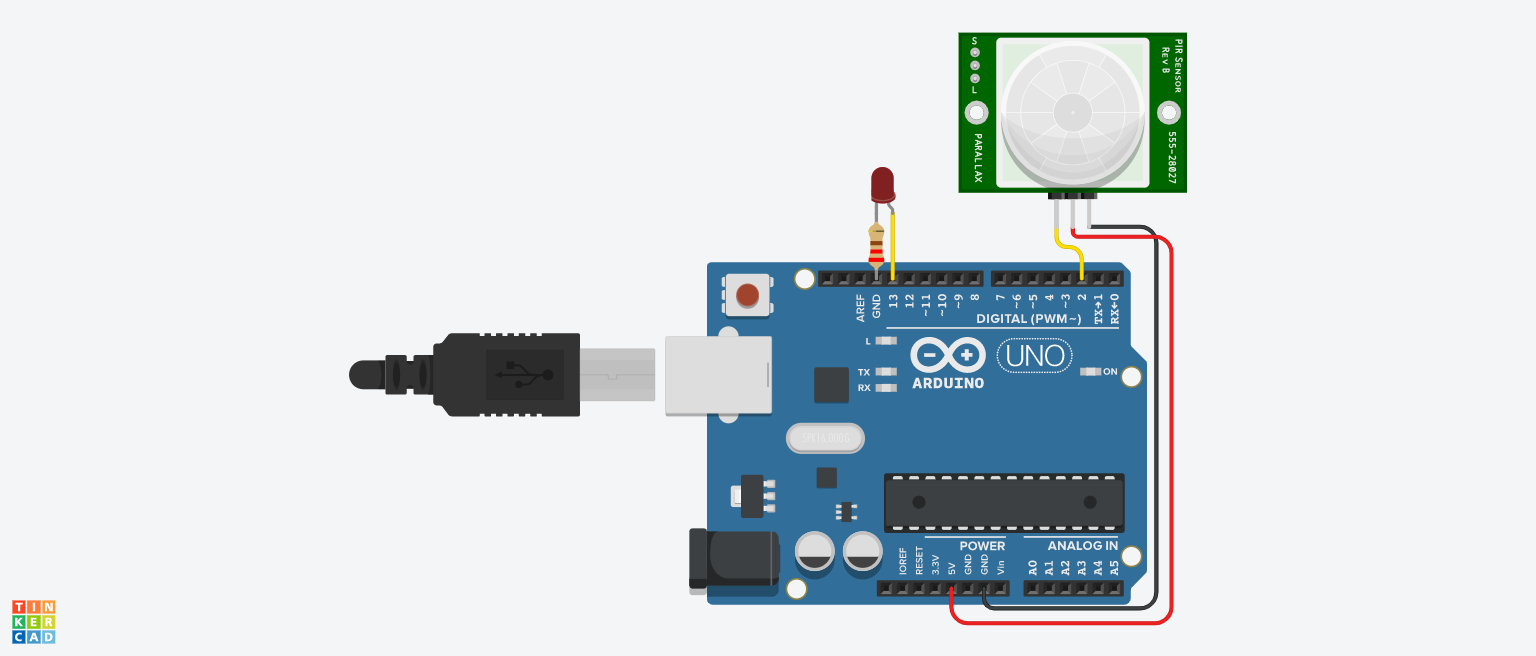 S
L
PARALLAX
PIR SENSOR
REV B
555-28027
AREF
GND
13
12
~11
~10
~9
8
7
~6
~5
4
~3
2
TX→1
RX←0
DIGITAL (PWM~)
L
TX
RX
ARDUINO
UNO
ON
IOREF
RESET
3.3V
5V
GND
GND
Vin
POWER
ANALOG IN
A0
A1
A2
A3
A4
A5
TIN
KER
CAD